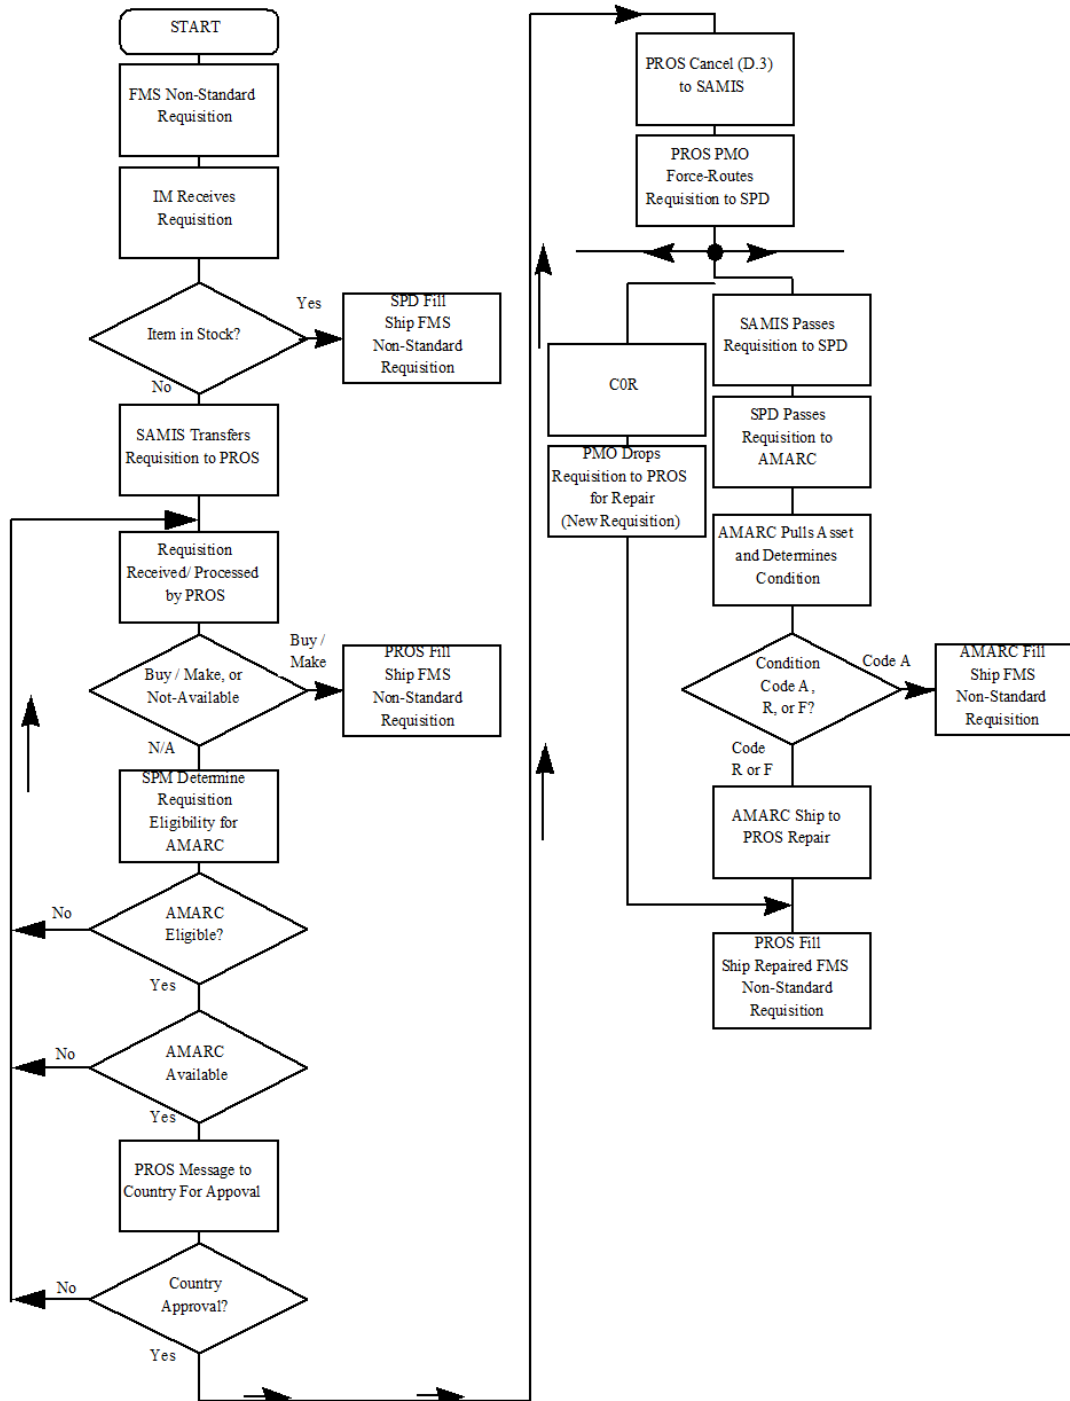 START
FMS Non-Standard
Requisition
IM Receives
Requisition
Item in Stock?
Yes
SPD Fill
Ship FMS
Non-Standard
Requisition
No
SAMIS Transfers
Requisition to PROS
Requisition
Received/ Processed
by PROS
Buy / Make, or
Not-Available
Buy /
Make
PROS Fill
Ship FMS
Non-Standard
Requisition
N/A
SPM Determine
Requisition
Eligibility for
AMARC
AMARC
Eligible?
No
Yes
AMARC
Available
No
Yes
PROS Message to
Country For Appoval
Country
Approval?
No
Yes
PROS Cancel (D.3)
to SAMIS
PROS PMO
Force-Routes
Requisition to SPD
C0R
PMO Drops
Requisition to PROS
for Repair
(New Requisition)
SAMIS Passes
Requisition to SPD
SPD Passes
Requisition to
AMARC
AMARC Pulls Asset
and Determines
Condition
Condition
Code A ,
R, or F?
Code A
AMARC Fill
Ship FMS
Non-Standard
Requisition
Code
R or F
AMARC Ship to
PROS Repair
PROS Fill
Ship Repaired FMS
Non-Standard
Requisition